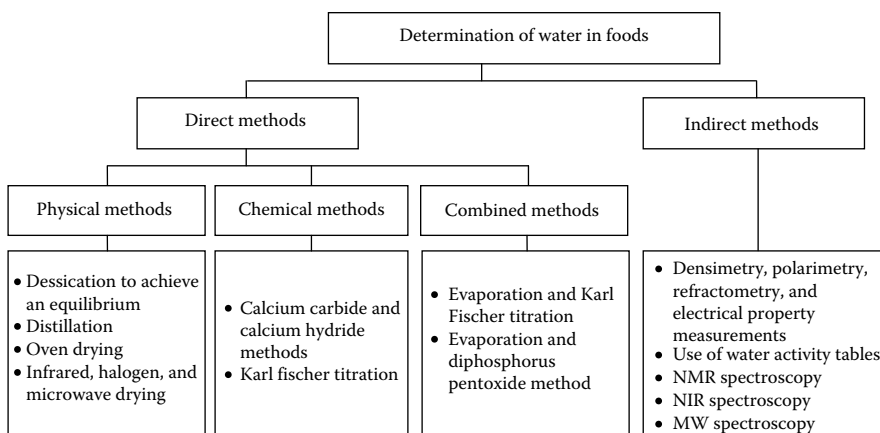 Determination of water in foods
Direct methods
Indirect methods
Physical methods
Chemical methods
Combined methods
• Dessication to achieve
an equilibrium
• Distillation
• Oven drying
• Infrared, halogen, and
microwave drying
• Calcium carbide and
calcium hydride
methods
• Karl fischer titration
• Evaporation and Karl
Fischer titration
• Evaporation and
diphosphorus
pentoxide method
• Densimetry, polarimetry,
refractometry, and
electrical property
measurements
• Use of water activity tables
• NMR spectroscopy
• NIR spectroscopy
• MW spectroscopy